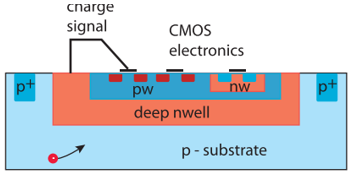 charge
signal
CMOS
electronics
p+
pw
nw
p+
deep nwell
p - substrate